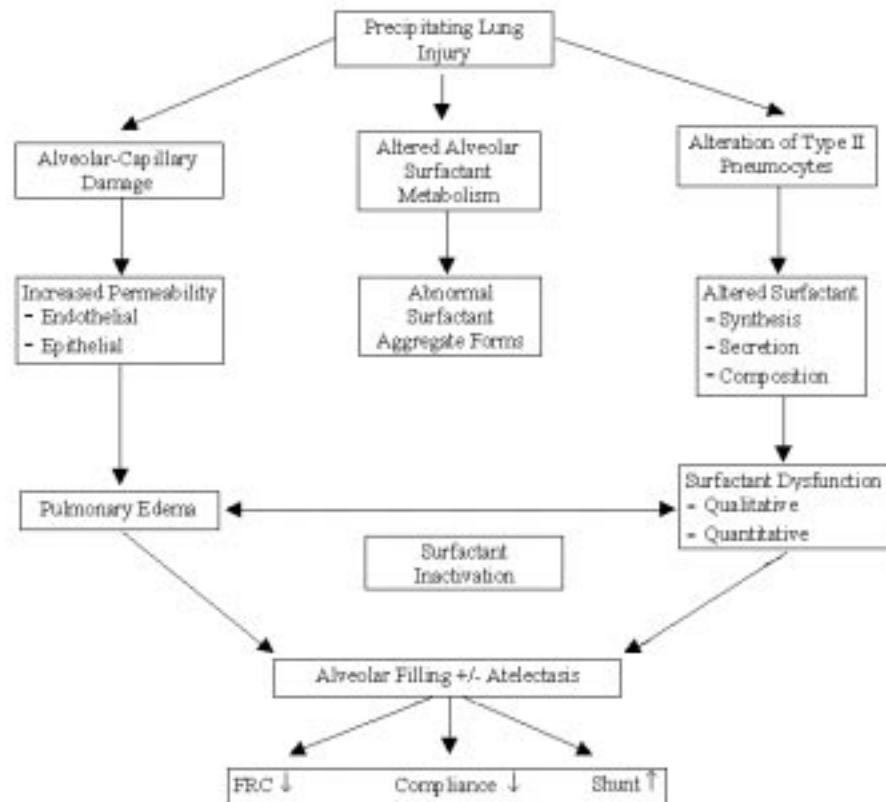 Precipitating Lung
Injury
Alveolar-Capillary
Damage
Altered Alveolar
Surfactant
Metabolism
Alteration of Type II
Pneumocytes
Increased Permeability
- Endothelial
- Epithelial
Abnormal
Surfactant
Aggregate Forms
Altered Surfactant
- Synthesis
- Secretion
- Composition
Pulmonary Edema
Surfactant Dysfunction
- Qualitative
- Quantitative
Surfactant
Inactivation
Alveolar Filling +/- Atelectasis
FRC ↓ Compliance ↓ Shunt ↑